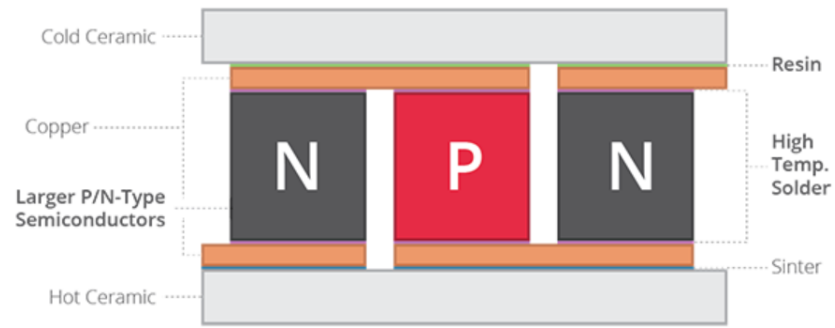 Cold Ceramic
Resin
Copper
N
P
N
High
Temp.
Solder
Larger P/N-Type
Semiconductors
Sinter
Hot Ceramic